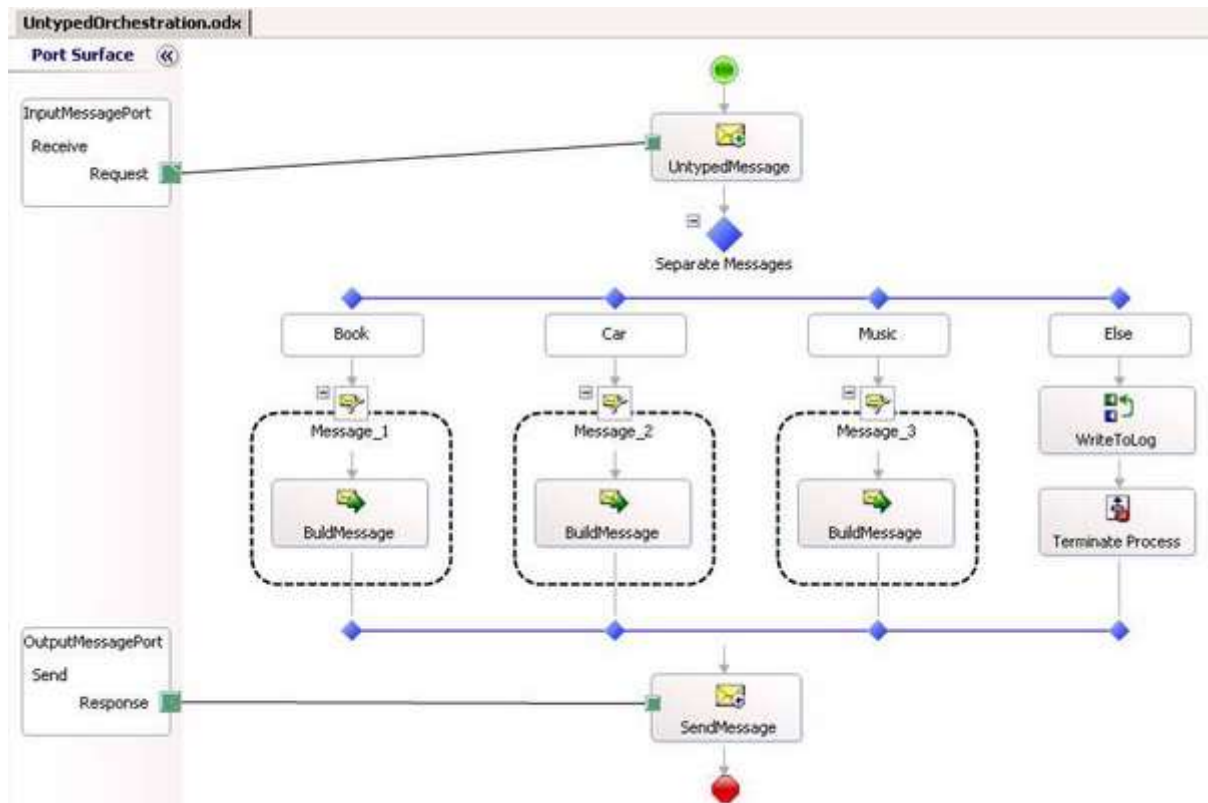 UntypedOrchestration.odx
Port Surface
InputMessagePort
Receive
Request
UntypedMessage
Separate Messages
Book
Car
Music
Else
Message_1
Message_2
Message_3
WriteToLog
BuildMessage
BuildMessage
BuildMessage
Terminate Process
OutputMessagePort
Send
Response
SendMessage